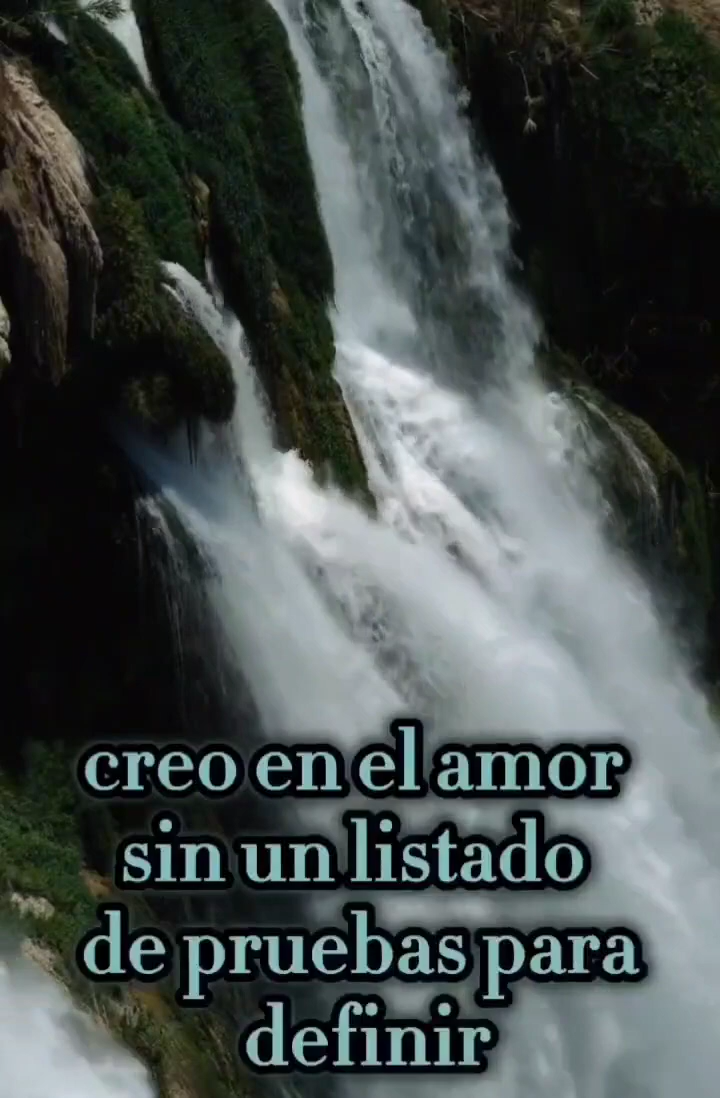 creo en el amor
sin un listado
de pruebas para
definir